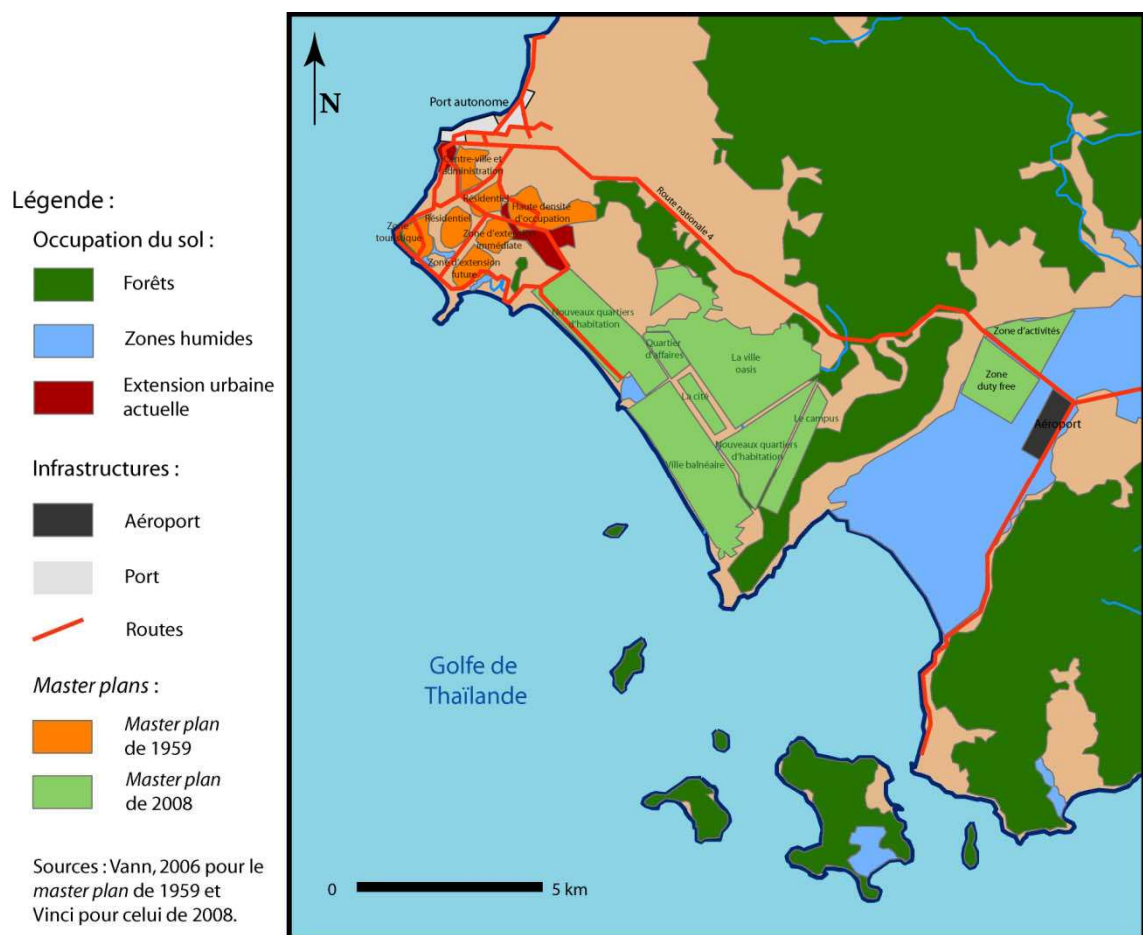 Légende :
Occupation du sol :
Forêts
Zones humides
Extension urbaine
actuelle
Infrastructures :
Aéroport
Port
Routes
Master plans :
Master plan
de 1959
Master plan
de 2008
Sources : Vann, 2006 pour le
master plan de 1959 et
Vinci pour celui de 2008.
N
Port autonome
Centre-ville et
administration
Résidentiel
Haute densité
d'occupation
Résidentiel
Zone
touristique
Zone d'extension
immédiate
Zone d'extension
future
Route nationale 4
Nouveaux quartiers
d'habitation
Quartier
d'affaires
La ville
oasis
La cité
Le campus
Nouveaux quartiers
d'habitation
Ville balnéaire
Zone d'activités
Zone
duty free
Aéroport
Golfe de
Thaïlande
0 5 km